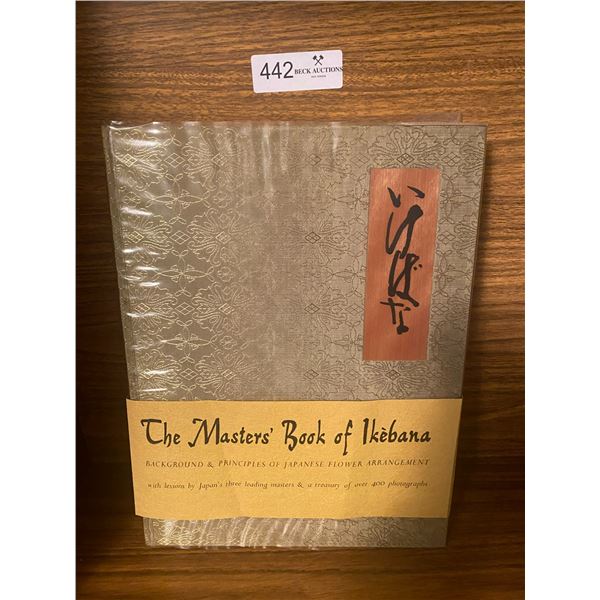 442 BECK AUCTIONS
いけばな
The Masters' Book of Ikèbana
BACKGROUND & PRINCIPLES OF JAPANESE FLOWER ARRANGEMENT
with lessons by Japan's three leading masters & a treasury of over 400 photographs